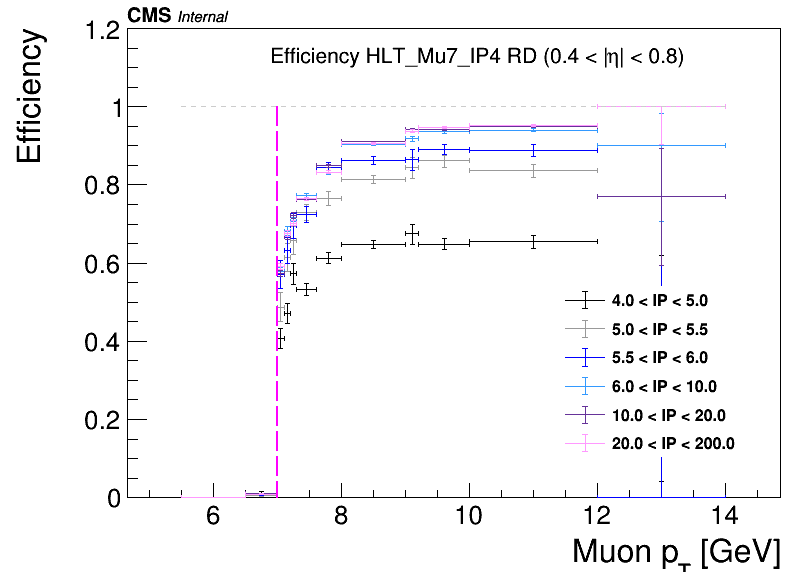 CMS Internal
Efficiency HLT_Mu7_IP4 RD (0.4 < |η| < 0.8)
Efficiency
1.2
1
0.8
0.6
0.4
0.2
0
4.0 < IP < 5.0
5.0 < IP < 5.5
5.5 < IP < 6.0
6.0 < IP < 10.0
10.0 < IP < 20.0
20.0 < IP < 200.0
6 8 10 12 14
Muon p_T [GeV]